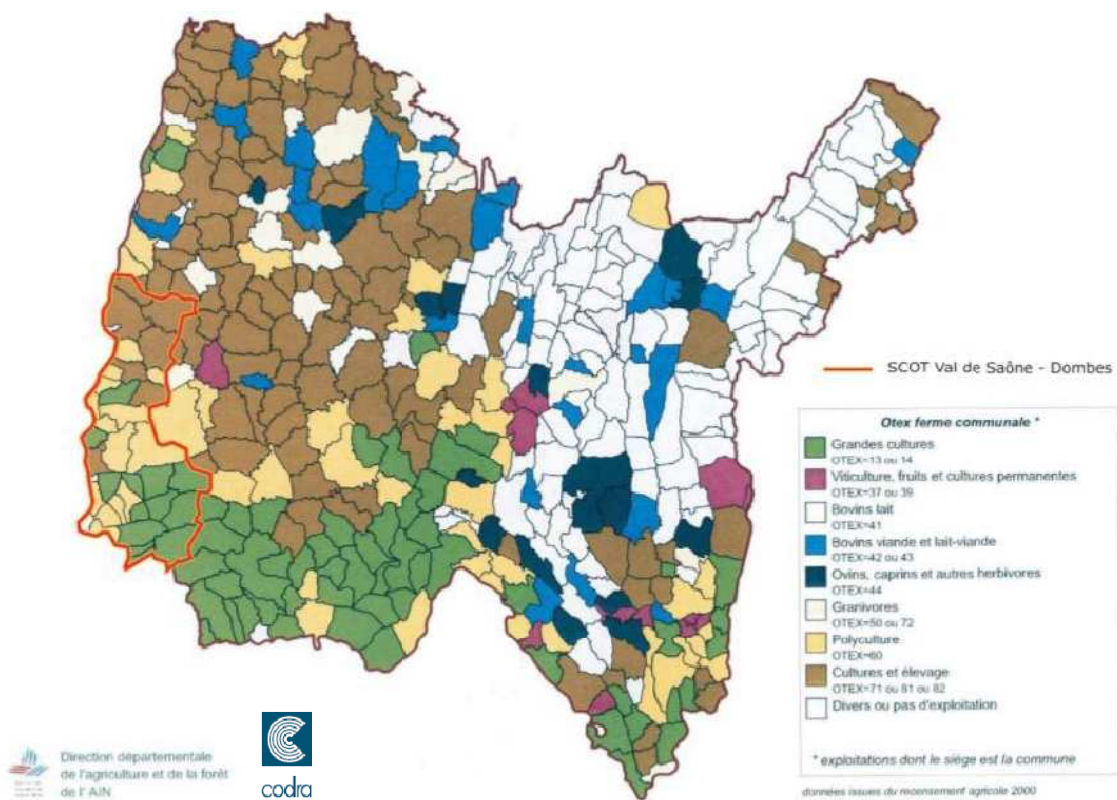 SCOT Val de Saône - Dombes
Otex ferme communale *
Grandes cultures
OTEX=13 ou 14
Viticulture, fruits et cultures permanentes
OTEX=37 ou 39
Bovins lait
OTEX=41
Bovins viande et lait-viande
OTEX=42 ou 43
Ovins, caprins et autres herbivores
OTEX=44
Granivores
OTEX=50 ou 72
Polyculture
OTEX=60
Cultures et élevage
OTEX=71 ou 81 ou 82
Divers ou pas d'exploitation
* exploitations dont le siège est la commune
données issues du recensement agricole 2000
Direction départementale
de l'agriculture et de la forêt
de l'AIN
codra